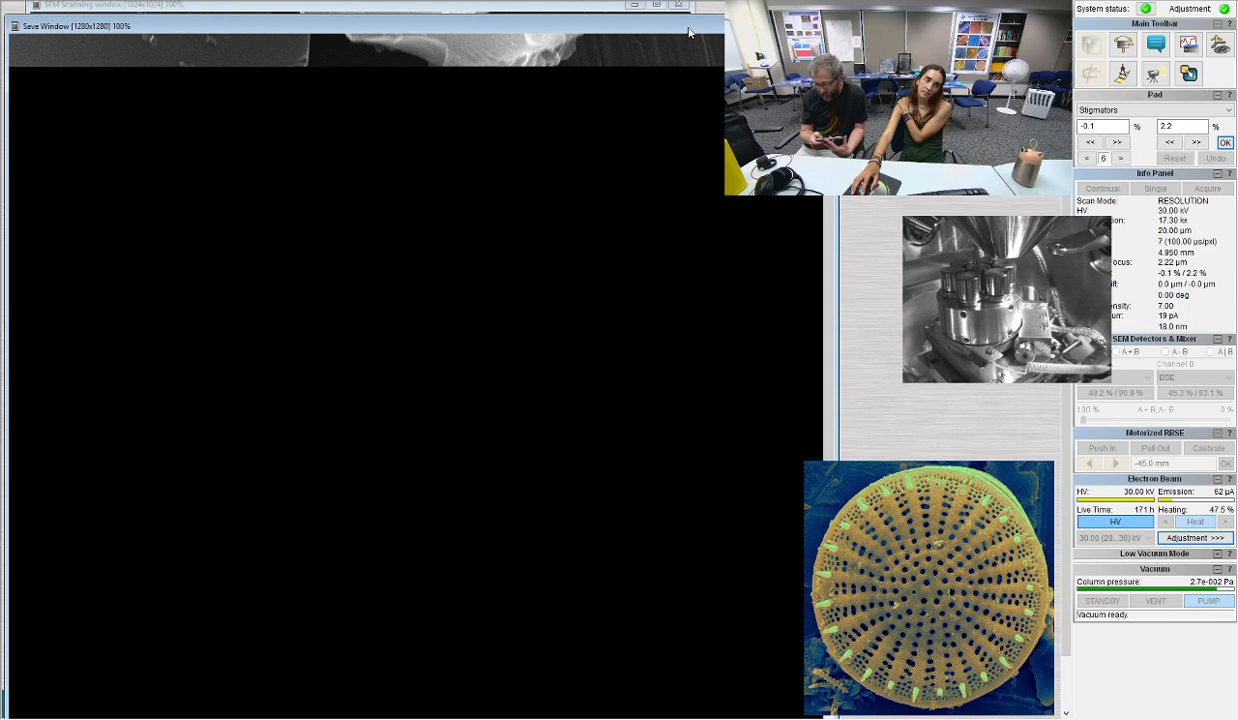 SEM Scanning window [1024x1024] 100%
Save Window [1280x1280] 100%
System status:
Adjustment:
Main Toolbar
Pad
Stigmators
-0.1 % 2.2 %
<< >> << >> OK
< 6 > Reset Undo
Info Panel
Continual Single Acquire
Scan Mode: RESOLUTION
HV: 30.00 kV
17.30 kx
20.00 µm
7 (100.00 µs/pxl)
4.950 mm
ocus: 2.22 µm
-0.1 % / 2.2 %
ift: 0.0 µm / -0.0 µm
0.00 deg
ensity: 7.00
urr: 19 pA
18.0 nm
SEM Detectors & Mixer
A + B A - B A | B
Channel B
BSE
49.2 % / 90.9 % 45.3 % / 93.1 %
100 % A + B, A - B 0 %
Motorized RBSE
Push In Pull Out Calibrate
-45.0 mm OK
Electron Beam
HV: 30.00 kV Emission: 62 µA
Live Time: 171 h Heating: 47.5 %
HV < Heat >
30.00 (20...30) kV Adjustment >>>
Low Vacuum Mode
Vacuum
Column pressure: 2.7e-002 Pa
STANDBY VENT PUMP
Vacuum ready.